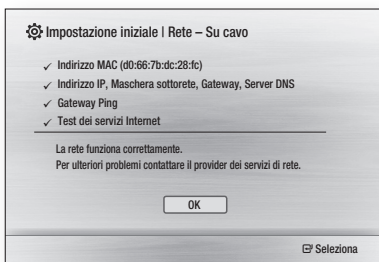 Impostazione iniziale | Rete – Su cavo
✓ Indirizzo MAC (d0:66:7b:dc:28:fc)
✓ Indirizzo IP, Maschera sottorete, Gateway, Server DNS
✓ Gateway Ping
✓ Test dei servizi Internet
La rete funziona correttamente.
Per ulteriori problemi contattare il provider dei servizi di rete.
OK
Seleziona